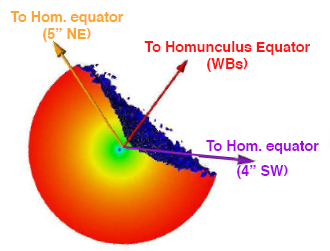 To Hom. equator
(5” NE)
To Homunculus Equator
(WBs)
To Hom. equator
(4” SW)